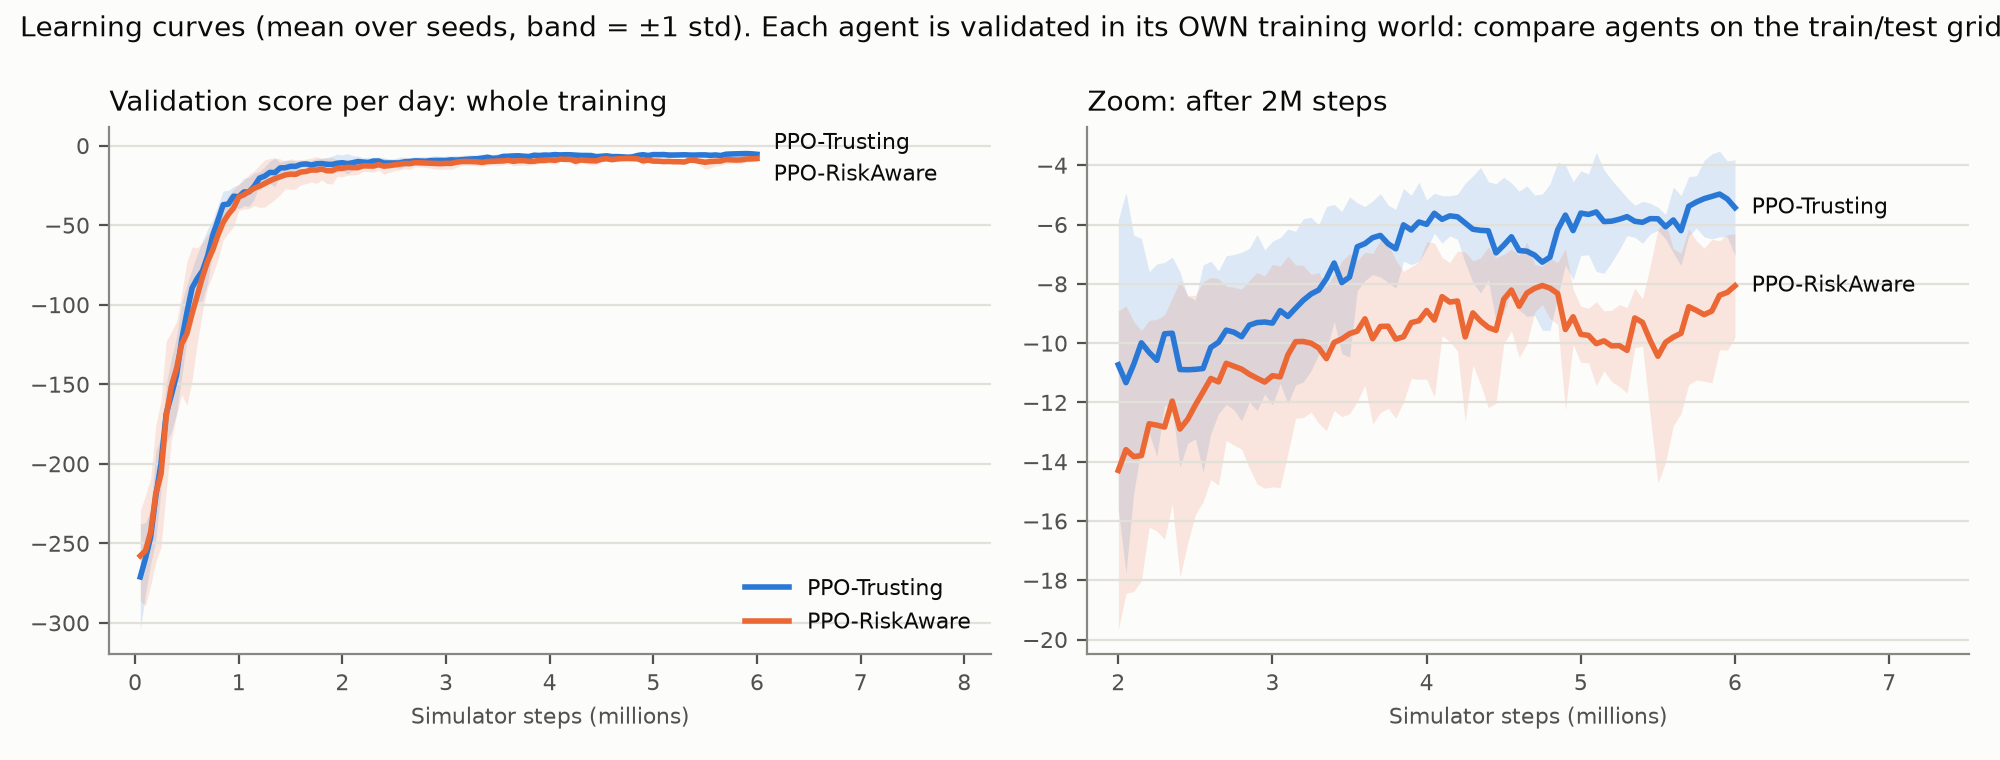 Learning curves (mean over seeds, band = ±1 std). Each agent is validated in its OWN training world: compare agents on the train/test grid
Validation score per day: whole training
0
−50
−100
−150
−200
−250
−300
PPO-Trusting
PPO-RiskAware
PPO-Trusting
PPO-RiskAware
0 1 2 3 4 5 6 7 8
Simulator steps (millions)
Zoom: after 2M steps
−4
−6
−8
−10
−12
−14
−16
−18
−20
PPO-Trusting
PPO-RiskAware
2 3 4 5 6 7
Simulator steps (millions)